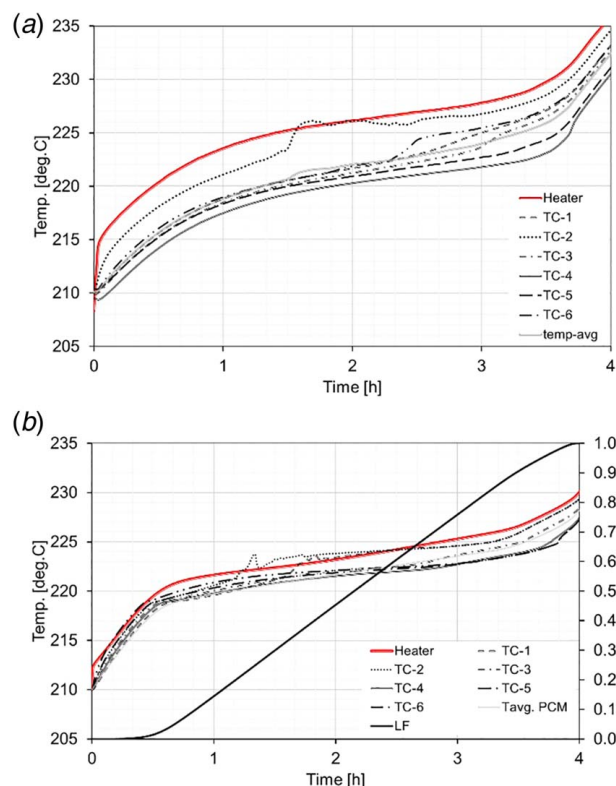 (a)
235
230
225
220
215
210
205
Temp. [deg.C]
Heater
TC-1
TC-2
TC-3
TC-4
TC-5
TC-6
temp-avg
0 1 2 3 4
Time [h]
(b)
235
230
225
220
215
210
205
Temp. [deg.C]
1.0
0.9
0.8
0.7
0.6
0.5
0.4
0.3
0.2
0.1
0.0
Heater TC-1
TC-2 TC-3
TC-4 TC-5
TC-6 Tavg. PCM
LF
0 1 2 3 4
Time [h]